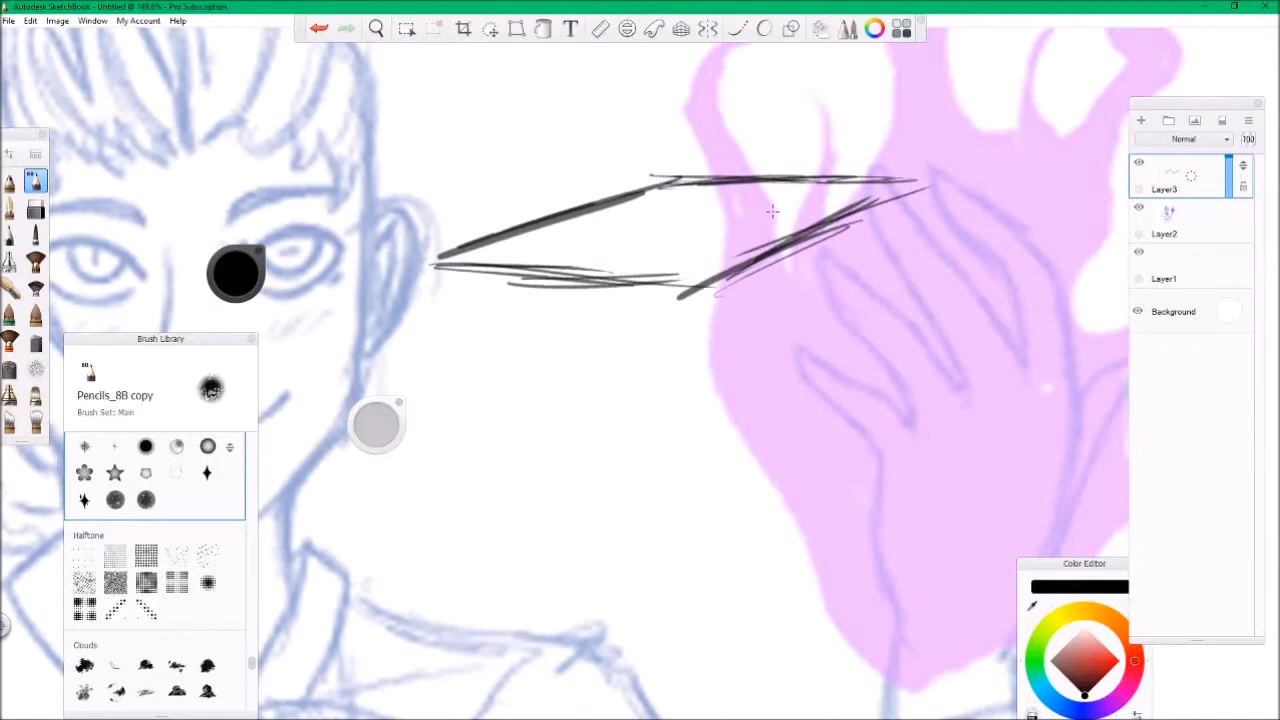 Autodesk SketchBook - Untitled @ 149.6% - Pro Subscription
File Edit Image Window My Account Help
T
Normal
100
Layer3
Layer2
Layer1
Background
Brush Library
8B
Pencils_8B copy
Brush Set: Main
Halftone
Clouds
Color Editor